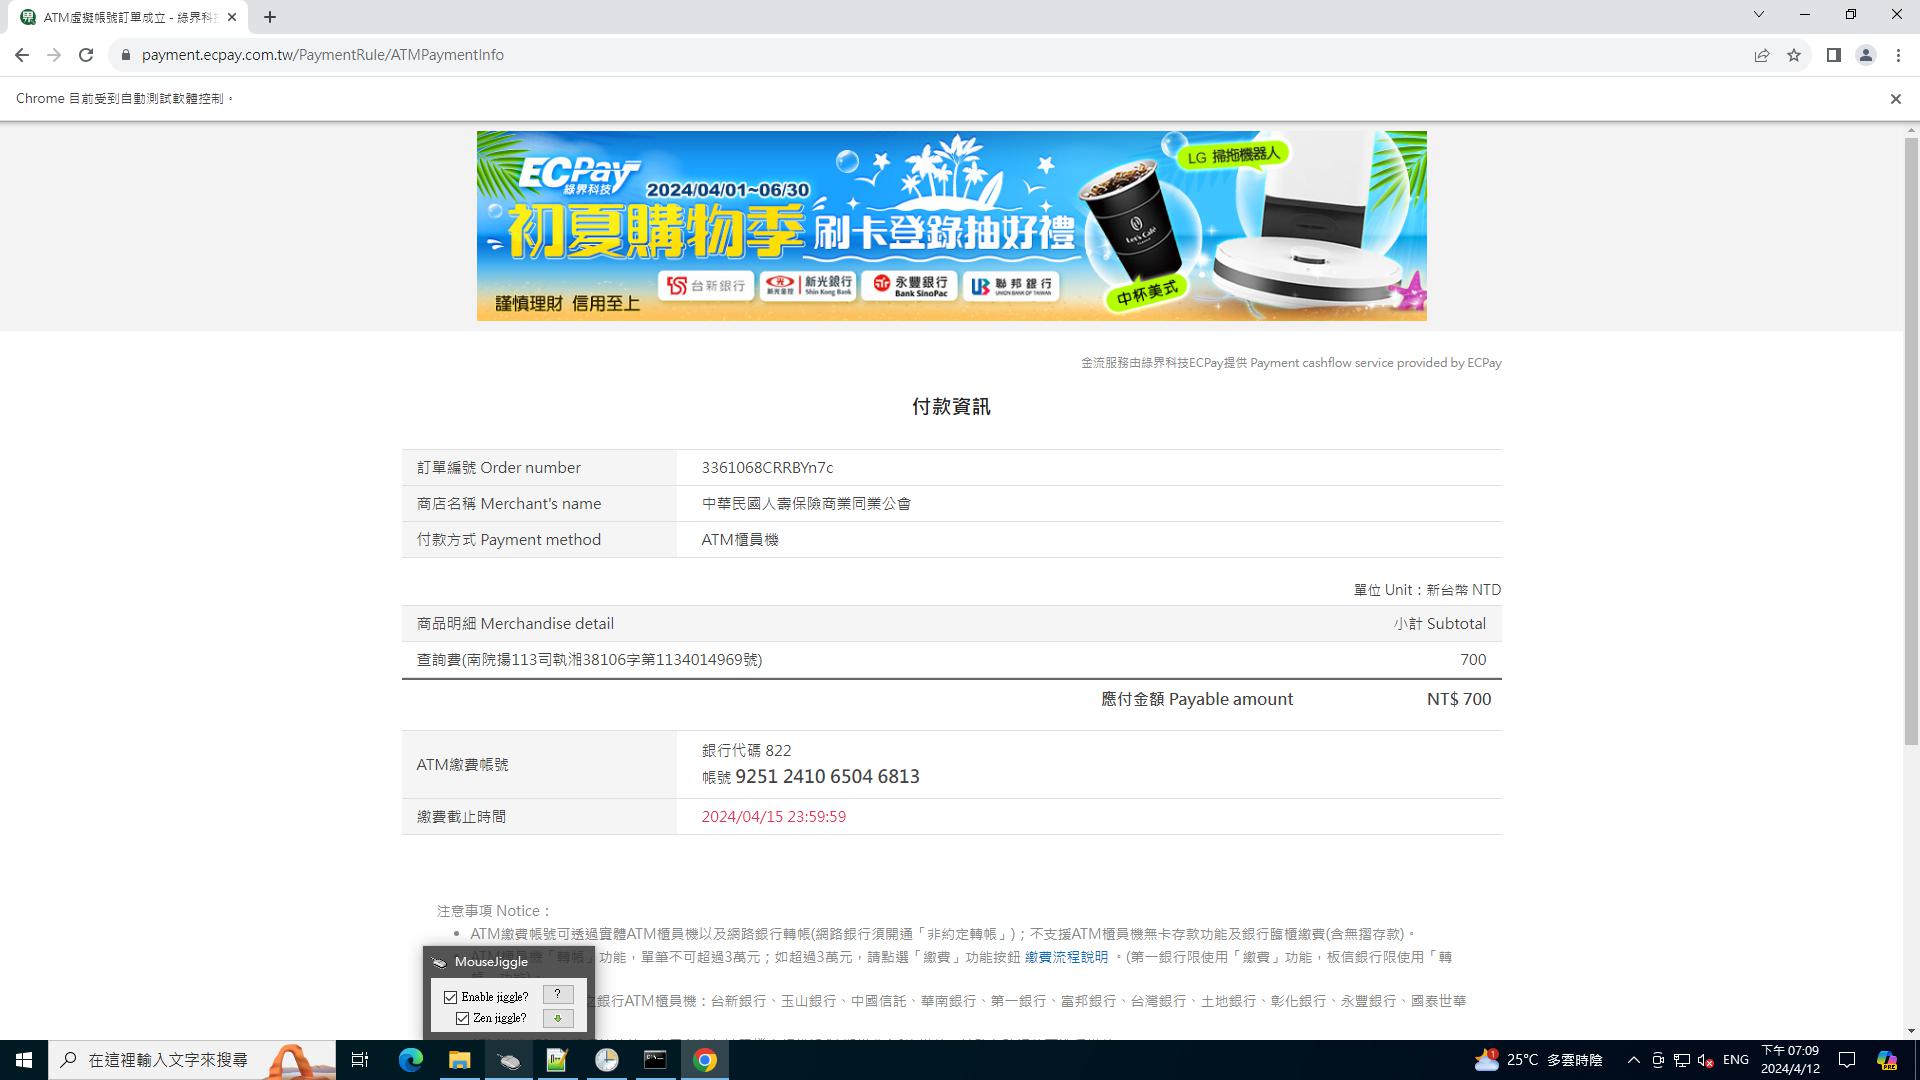 ATM虛擬帳號訂單成立 - 綠界科
payment.ecpay.com.tw/PaymentRule/ATMPaymentInfo
Chrome 目前受到自動測試軟體控制。
ECPay
綠界科技
2024/04/01~06/30
初夏購物季 刷卡登錄抽好禮
LG 掃拖機器人
Let's Café
中杯美式
台新銀行
新光金控 新光銀行 Shin Kong Bank
永豐銀行 Bank SinoPac
聯邦銀行 UNION BANK OF TAIWAN
謹慎理財 信用至上
金流服務由綠界科技ECPay提供 Payment cashflow service provided by ECPay
付款資訊
訂單編號 Order number 3361068CRRBYn7c
商店名稱 Merchant's name 中華民國人壽保險商業同業公會
付款方式 Payment method ATM櫃員機
單位 Unit：新台幣 NTD
商品明細 Merchandise detail 小計 Subtotal
查詢費(南院揚113司執湘38106字第1134014969號) 700
應付金額 Payable amount NT$ 700
ATM繳費帳號
銀行代碼 822
帳號 9251 2410 6504 6813
繳費截止時間 2024/04/15 23:59:59
注意事項 Notice：
ATM繳費帳號可透過實體ATM櫃員機以及網路銀行轉帳(網路銀行須開通「非約定轉帳」)；不支援ATM櫃員機無卡存款功能及銀行臨櫃繳費(含無摺存款)。
「轉帳」功能，單筆不可超過3萬元；如超過3萬元，請點選「繳費」功能按鈕 繳費流程說明 。(第一銀行限使用「繳費」功能，板信銀行限使用「轉
銀行ATM櫃員機：台新銀行、玉山銀行、中國信託、華南銀行、第一銀行、富邦銀行、台灣銀行、土地銀行、彰化銀行、永豐銀行、國泰世華
MouseJiggle
Enable jiggle? ?
Zen jiggle?
在這裡輸入文字來搜尋
1
25°C 多雲時陰
ENG
下午 07:09
2024/4/12
PRE